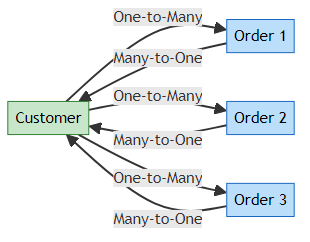 One-to-Many
Order 1
Many-to-One
One-to-Many
Customer
Order 2
Many-to-One
One-to-Many
Order 3
Many-to-One